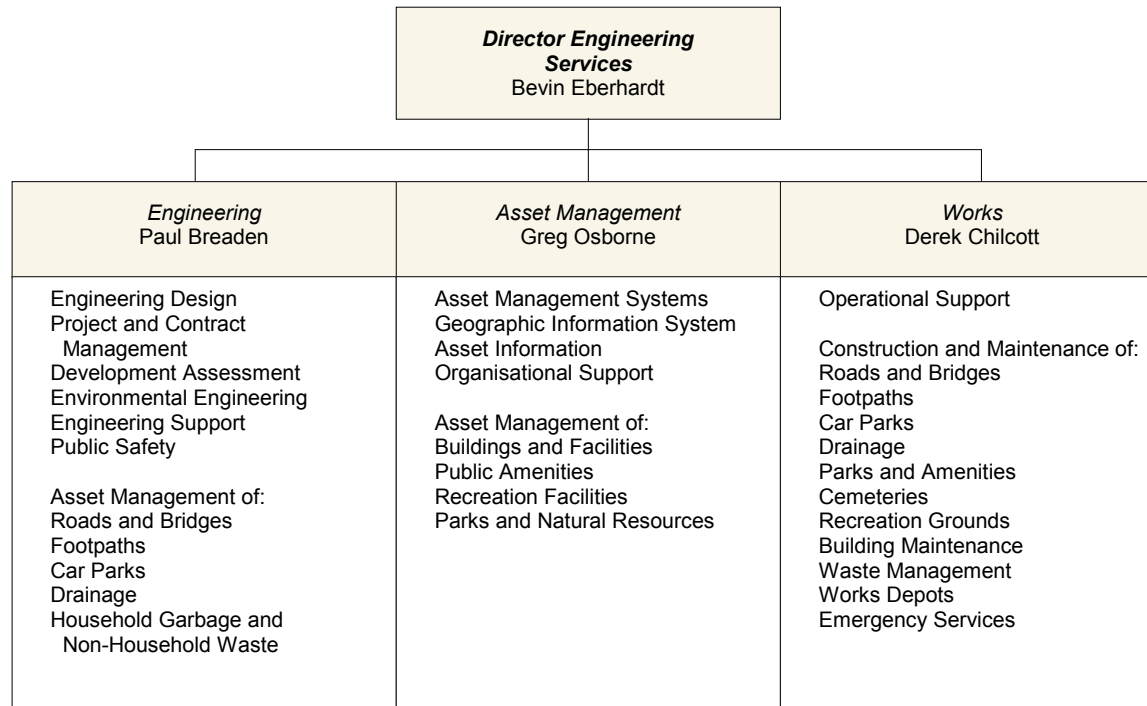 Director Engineering
Services
Bevin Eberhardt
Engineering
Paul Breaden
Engineering Design
Project and Contract
Management
Development Assessment
Environmental Engineering
Engineering Support
Public Safety
Asset Management of:
Roads and Bridges
Footpaths
Car Parks
Drainage
Household Garbage and
Non-Household Waste
Asset Management
Greg Osborne
Asset Management Systems
Geographic Information System
Asset Information
Organisational Support
Asset Management of:
Buildings and Facilities
Public Amenities
Recreation Facilities
Parks and Natural Resources
Works
Derek Chilcott
Operational Support
Construction and Maintenance of:
Roads and Bridges
Footpaths
Car Parks
Drainage
Parks and Amenities
Cemeteries
Recreation Grounds
Building Maintenance
Waste Management
Works Depots
Emergency Services